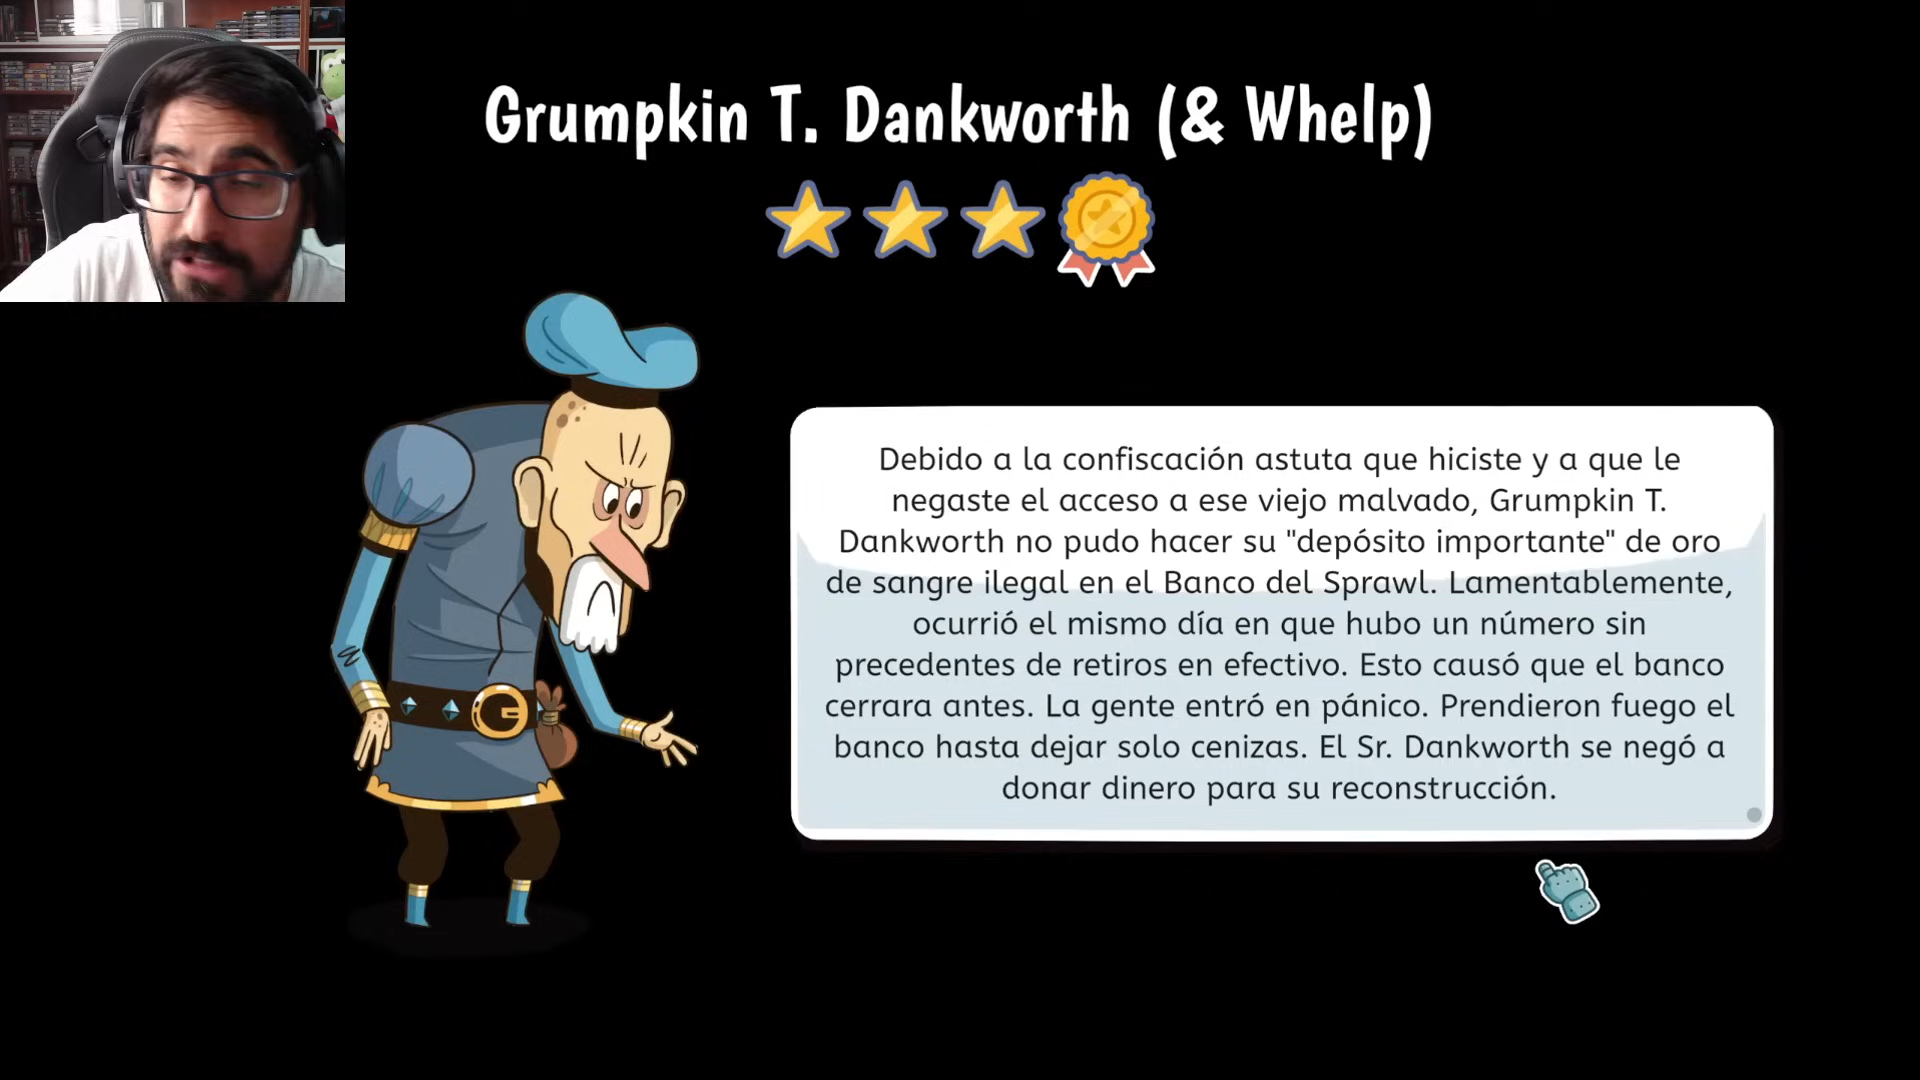 Grumpkin T. Dankworth (& Whelp)
Debido a la confiscación astuta que hiciste y a que le
negaste el acceso a ese viejo malvado, Grumpkin T.
Dankworth no pudo hacer su "depósito importante" de oro
de sangre ilegal en el Banco del Sprawl. Lamentablemente,
ocurrió el mismo día en que hubo un número sin
precedentes de retiros en efectivo. Esto causó que el banco
cerrara antes. La gente entró en pánico. Prendieron fuego el
banco hasta dejar solo cenizas. El Sr. Dankworth se negó a
donar dinero para su reconstrucción.